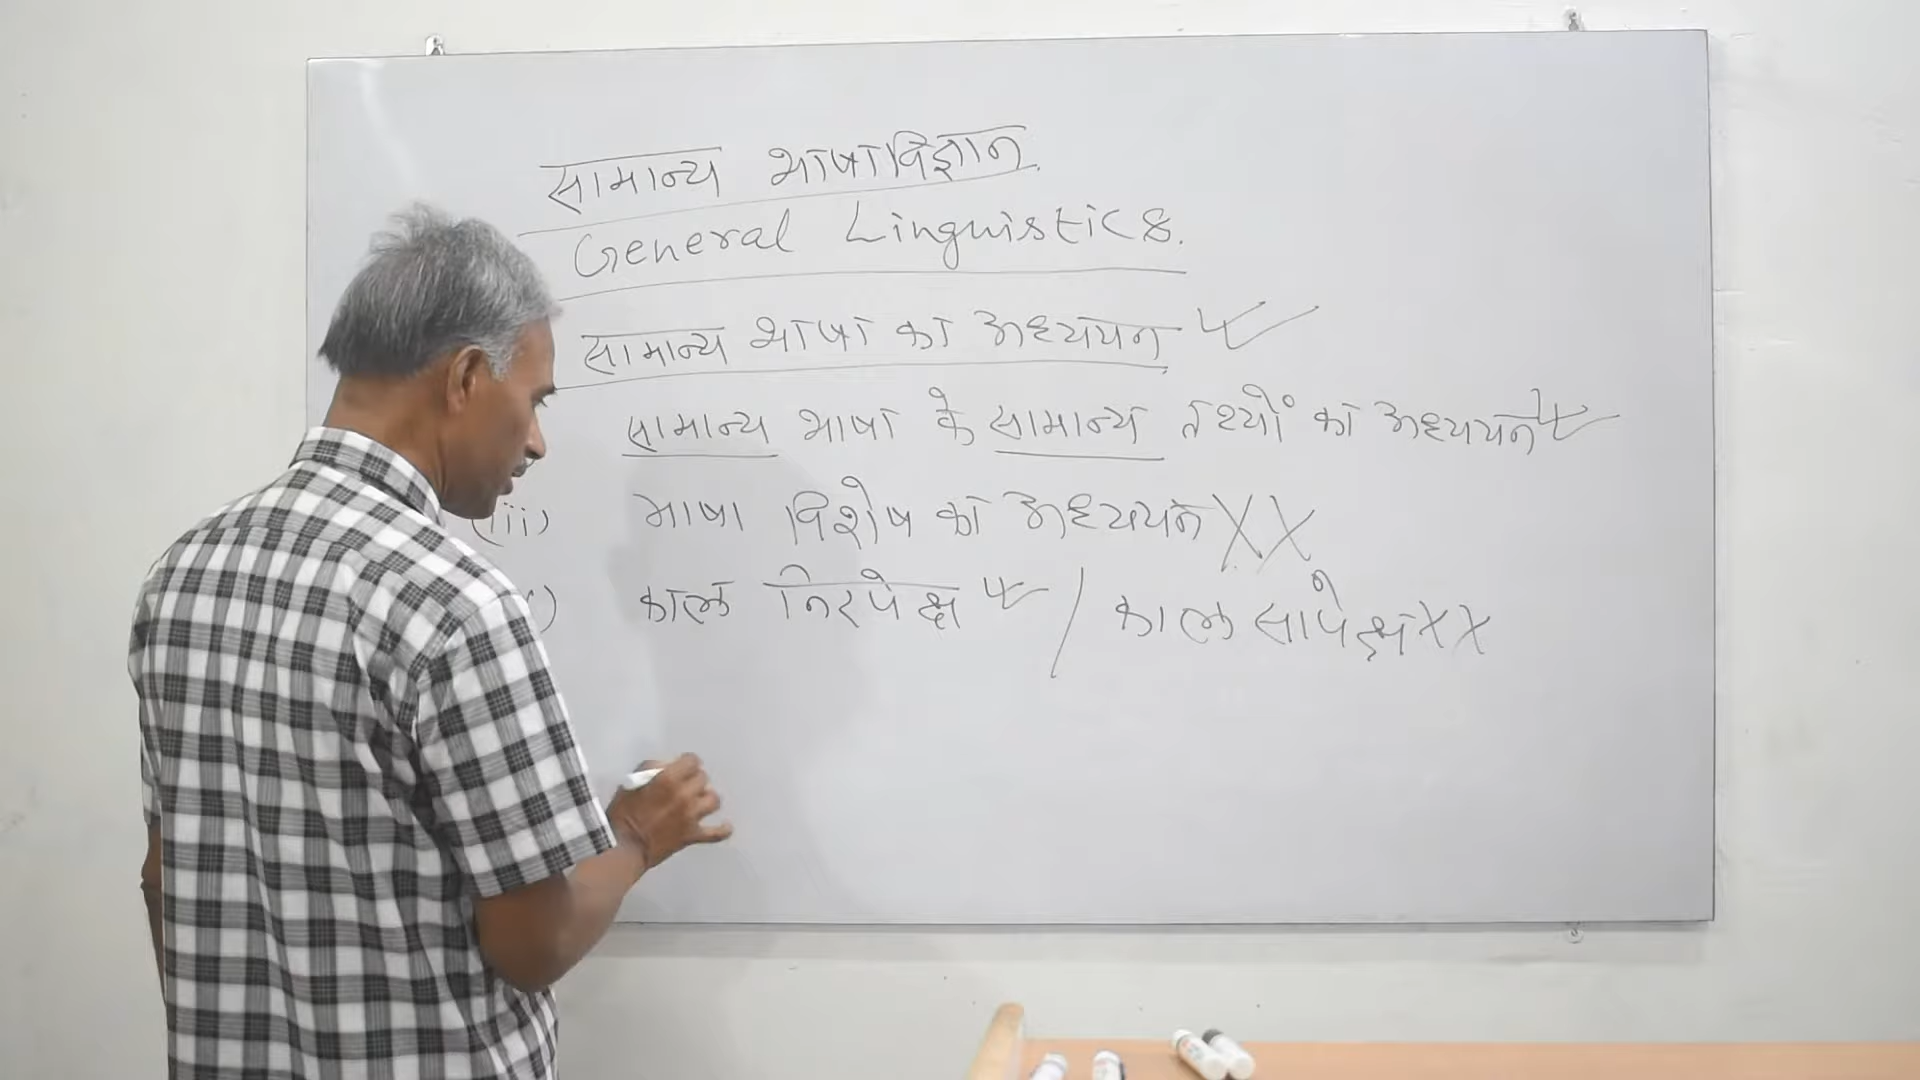 सामान्य भाषाविज्ञान.
General Linguistics.
सामान्य भाषा का अध्ययन
सामान्य भाषा के सामान्य तथ्यों का अध्ययन
(iii) भाषा विशेष का अध्ययन XX
) काल निरपेक्ष / काल सापेक्ष XX